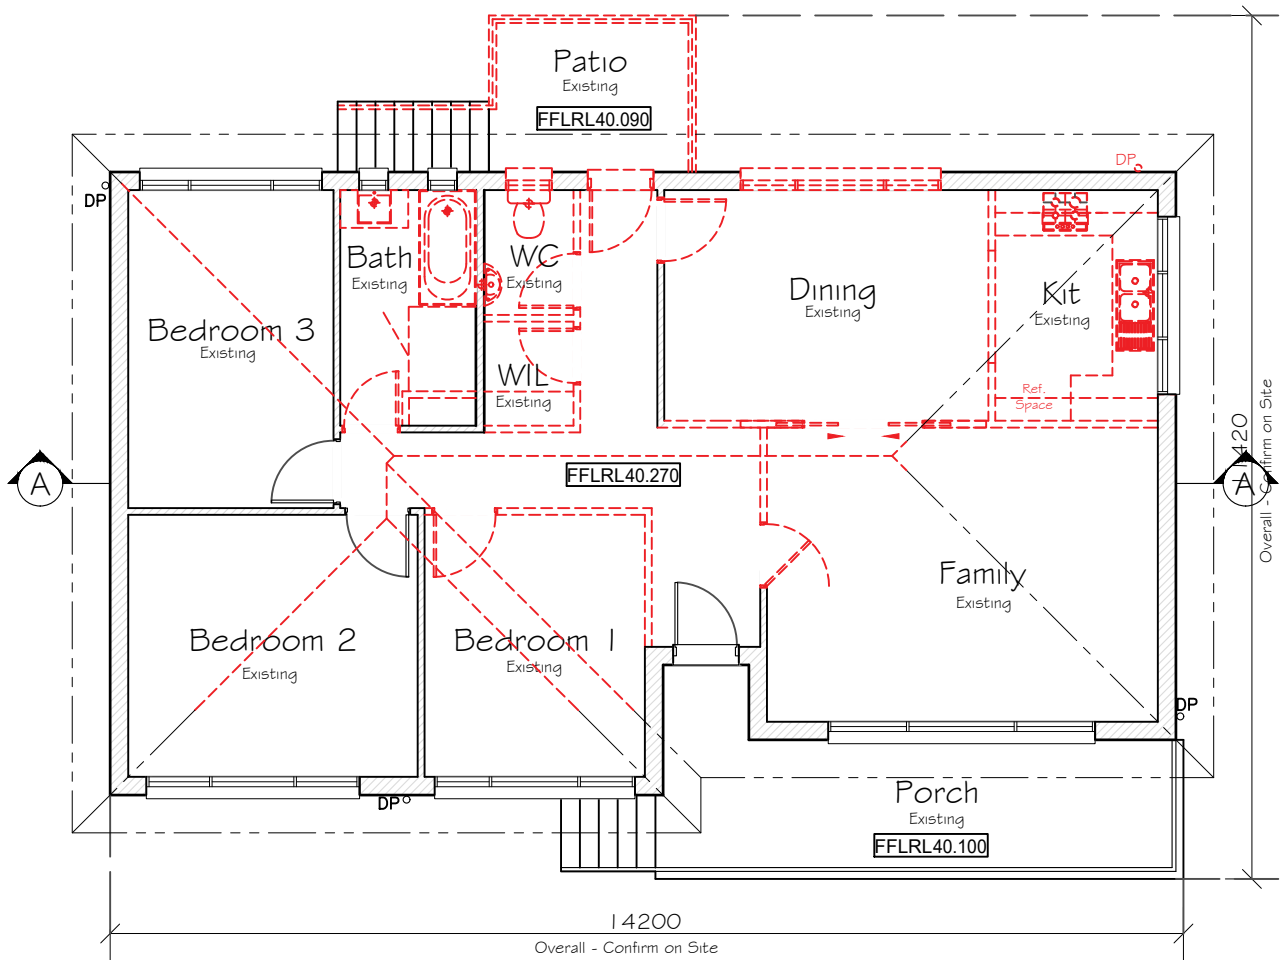 Patio
Existing
FFLRL40.090
DP
DP
Bath
Existing
WC
Existing
Dining
Existing
Kit
Existing
Bedroom 3
Existing
WIL
Existing
Ref.
Space
FFLRL40.270
A
A
11420
Overall - Confirm on Site
Family
Existing
Bedroom 2
Existing
Bedroom 1
Existing
DP
DP
Porch
Existing
FFLRL40.100
14200
Overall - Confirm on Site